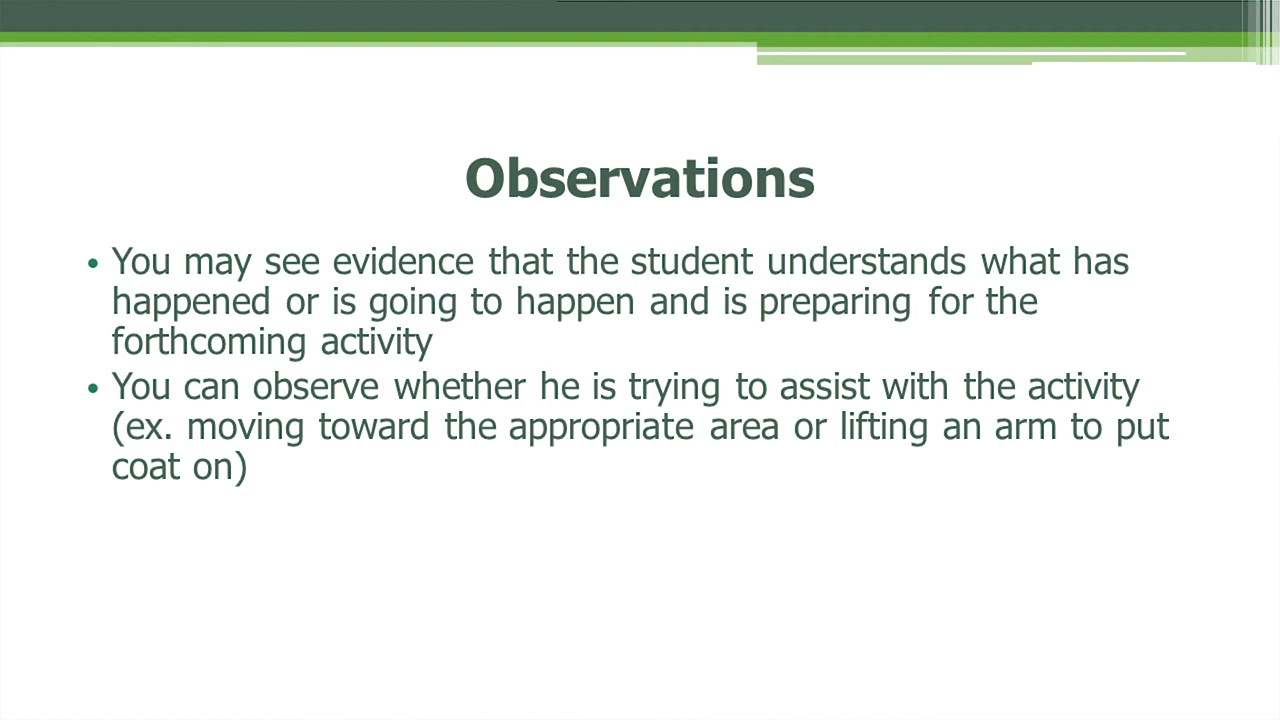 Observations
• You may see evidence that the student understands what has
happened or is going to happen and is preparing for the
forthcoming activity
• You can observe whether he is trying to assist with the activity
(ex. moving toward the appropriate area or lifting an arm to put
coat on)